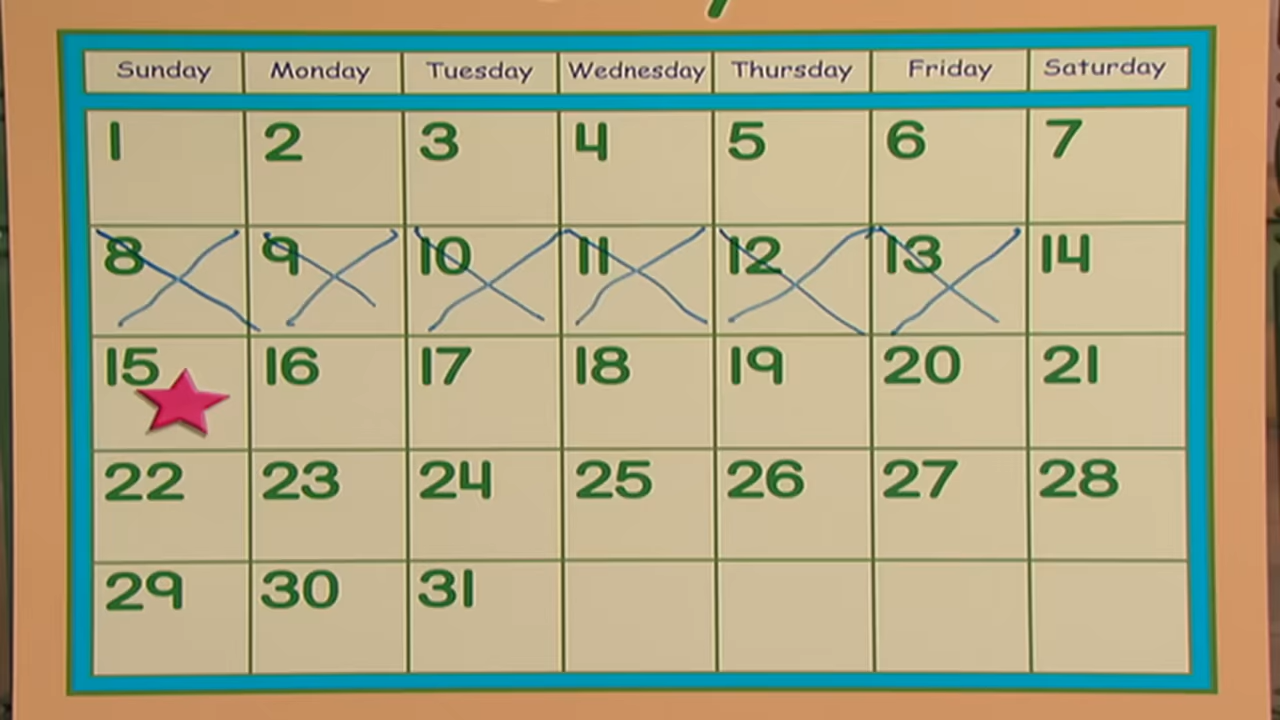 Sunday Monday Tuesday Wednesday Thursday Friday Saturday
1 2 3 4 5 6 7
8 9 10 11 12 13 14
15 16 17 18 19 20 21
22 23 24 25 26 27 28
29 30 31